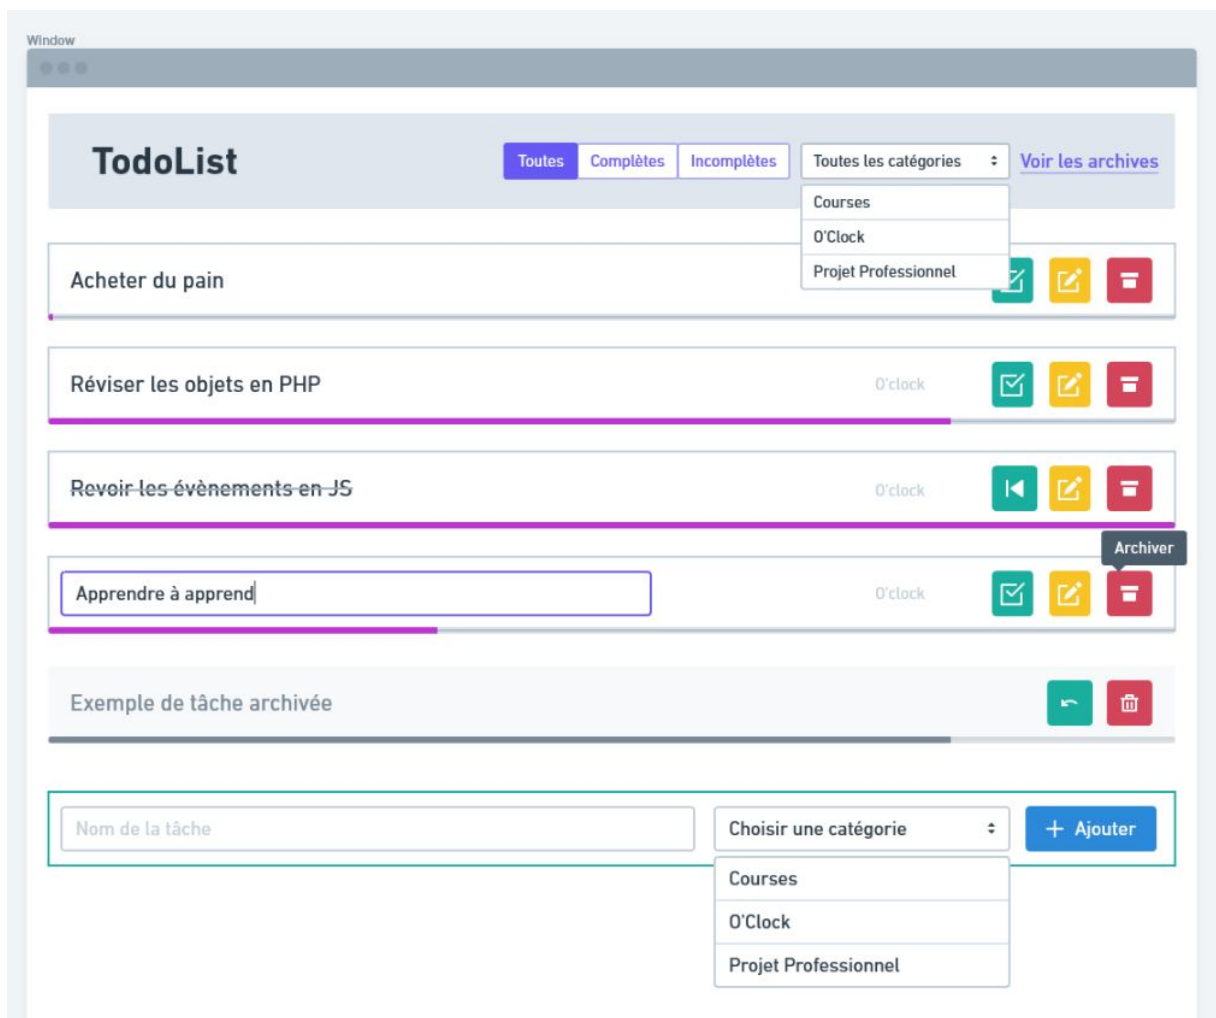 Window
TodoList
Toutes Complètes Incomplètes Toutes les catégories Voir les archives
Courses
O'Clock
Projet Professionnel
Acheter du pain
Réviser les objets en PHP O'clock
Revoir les évènements en JS O'clock
Archiver
Apprendre à apprend O'clock
Exemple de tâche archivée
Nom de la tâche Choisir une catégorie + Ajouter
Courses
O'Clock
Projet Professionnel